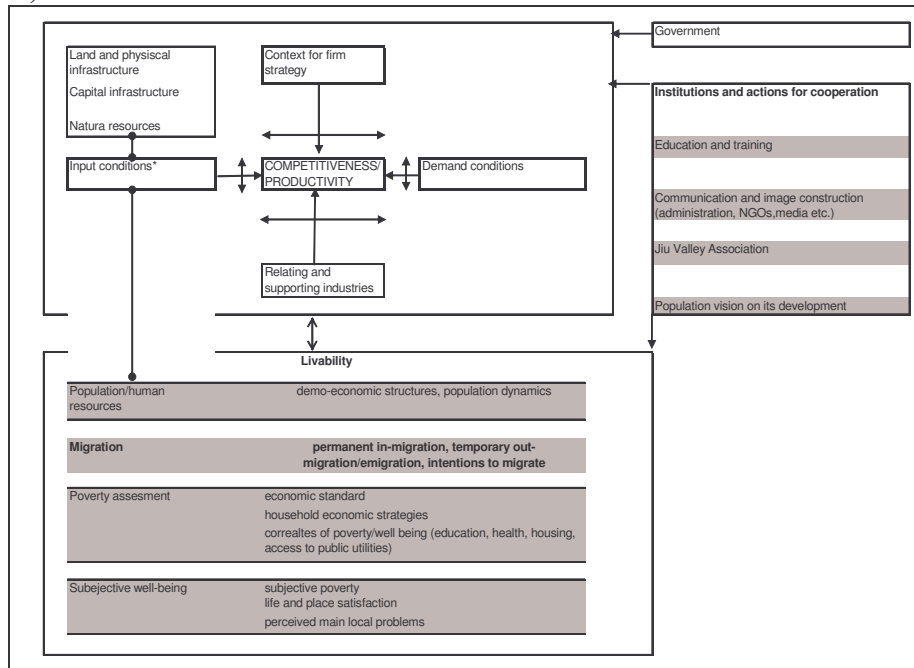 Land and physiscal
infrastructure
Capital infrastructure
Natura resources
Context for firm
strategy
Government
Institutions and actions for cooperation
Education and training
Communication and image construction
(administration, NGOs,media etc.)
Jiu Valley Association
Population vision on its development
Input conditions*
COMPETITIVENESS/
PRODUCTIVITY
Demand conditions
Relating and
supporting industries
Livability
Population/human
resources
demo-economic structures, population dynamics
Migration
permanent in-migration, temporary out-
migration/emigration, intentions to migrate
Poverty assesment
economic standard
household economic strategies
correaltes of poverty/well being (education, health, housing,
access to public utilities)
Subejective well-being
subjective poverty
life and place satisfaction
perceived main local problems